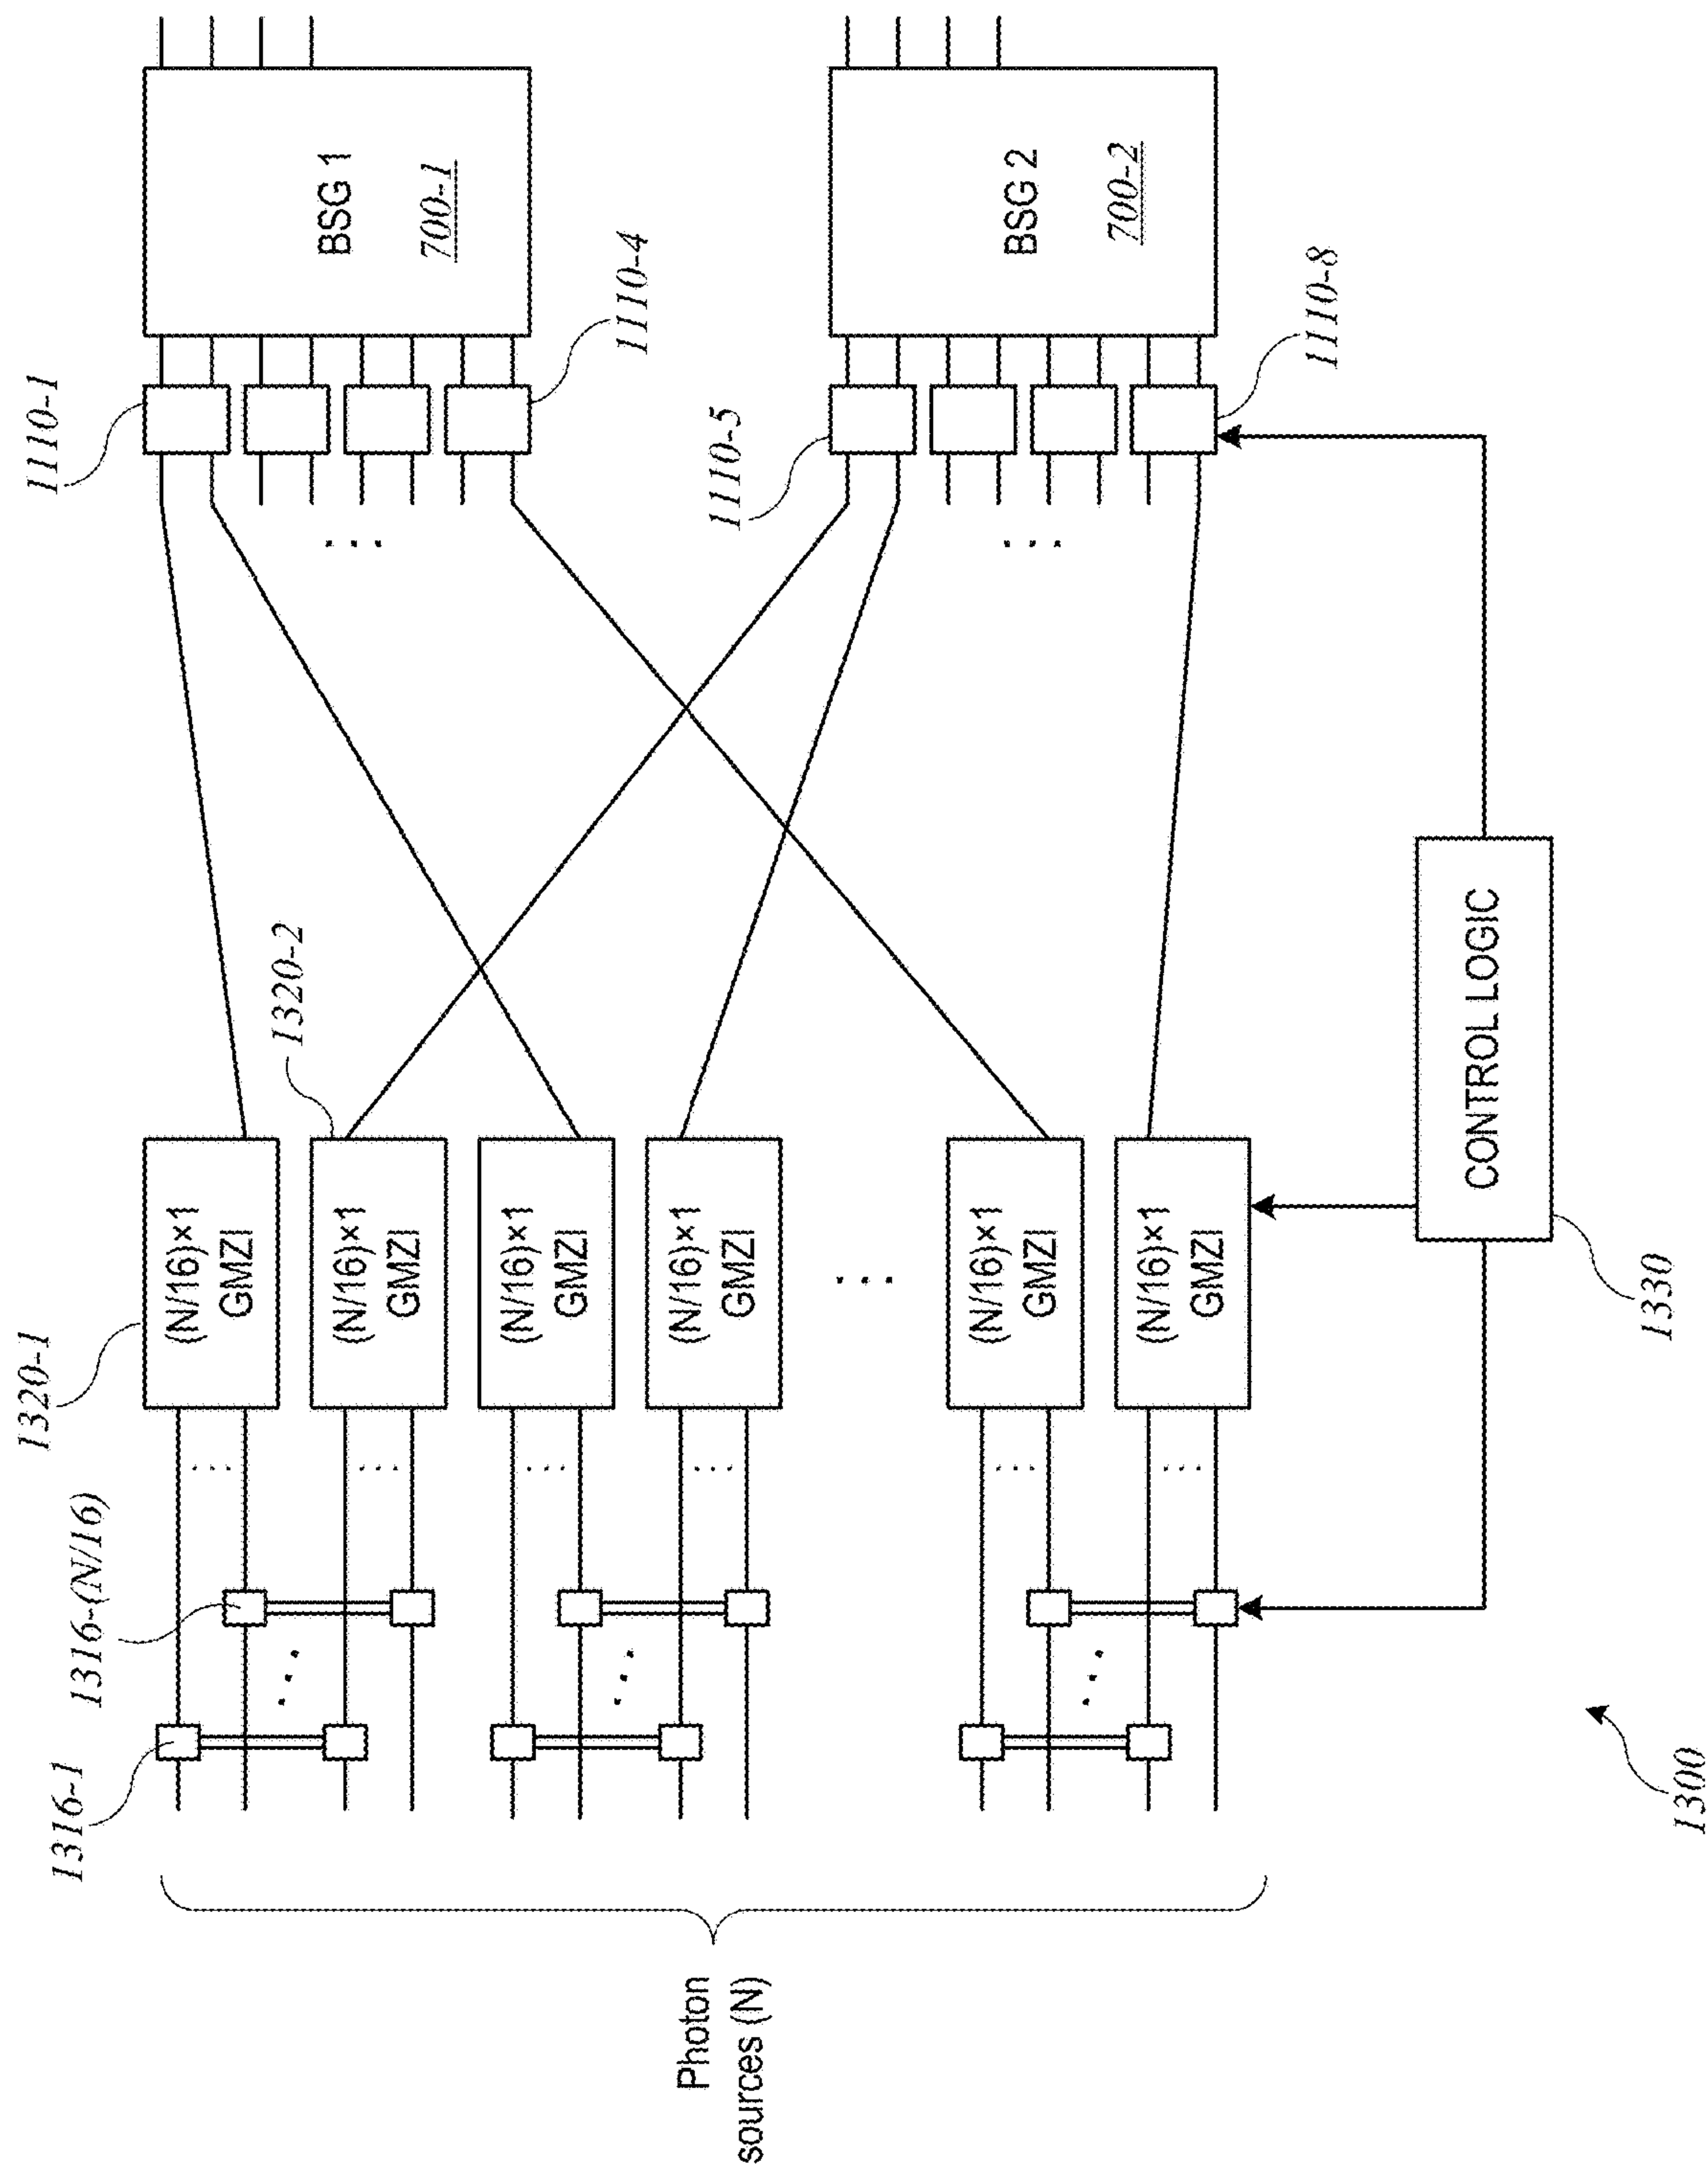 Photon
sources (N)
1316-1
1316-(N/16)
1320-1
1320-2
(N/16)×1
GMZI
(N/16)×1
GMZI
(N/16)×1
GMZI
(N/16)×1
GMZI
(N/16)×1
GMZI
(N/16)×1
GMZI
1110-1
1110-4
1110-5
1110-8
BSG 1
700-1
BSG 2
700-2
CONTROL LOGIC
1330
1300